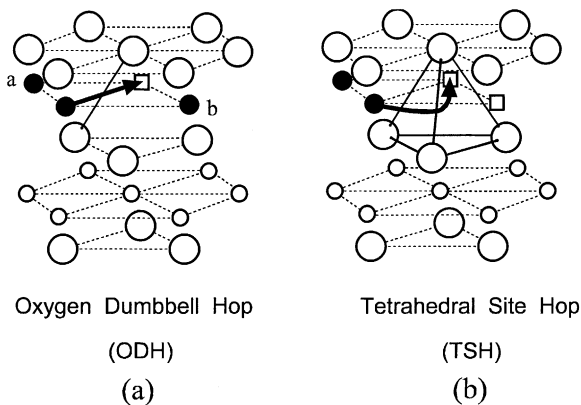 a
b
Oxygen Dumbbell Hop
(ODH)
(a)
Tetrahedral Site Hop
(TSH)
(b)